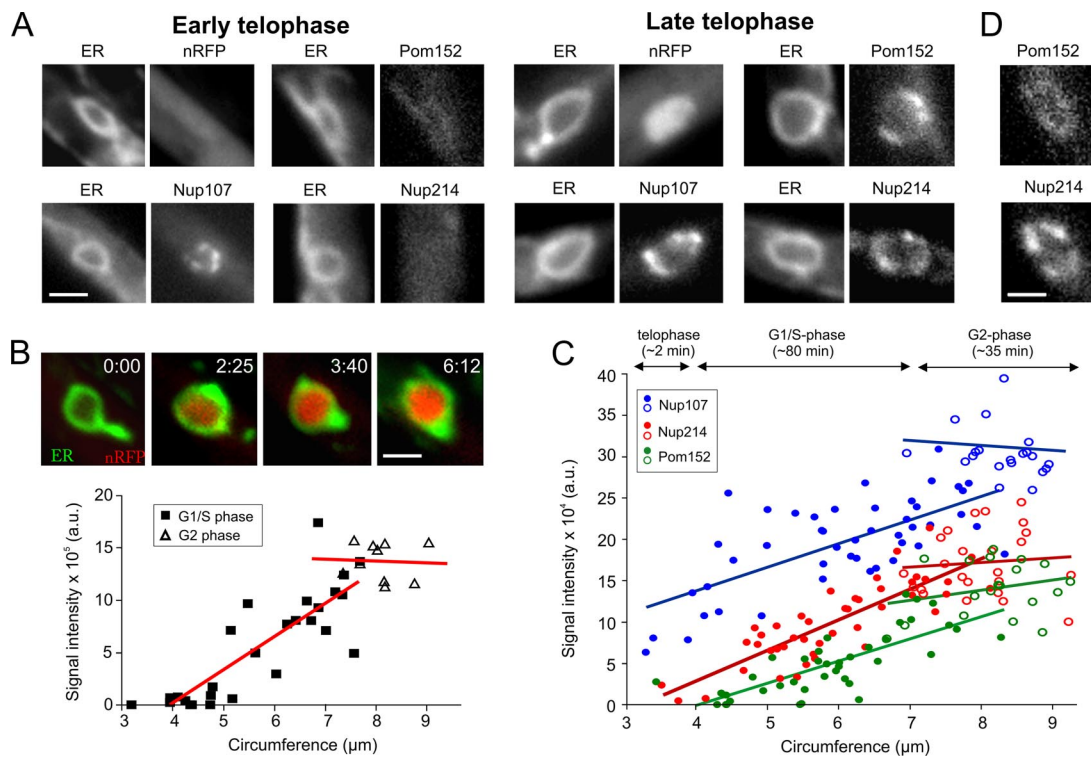 A
Early telophase
Late telophase
D
ER nRFP ER Pom152
ER nRFP ER Pom152
Pom152
ER Nup107 ER Nup214
ER Nup107 ER Nup214
Nup214
B
0:00 2:25 3:40 6:12
ER nRFP
Signal intensity x 10⁵ (a.u.)
20
15
10
5
0
G1/S phase
G2 phase
3 4 5 6 7 8 9
Circumference (µm)
C
telophase
(~2 min)
G1/S-phase
(~80 min)
G2-phase
(~35 min)
Signal intensity × 10⁴ (a.u.)
40
35
30
25
20
15
10
5
0
Nup107
Nup214
Pom152
3 4 5 6 7 8 9
Circumference (µm)